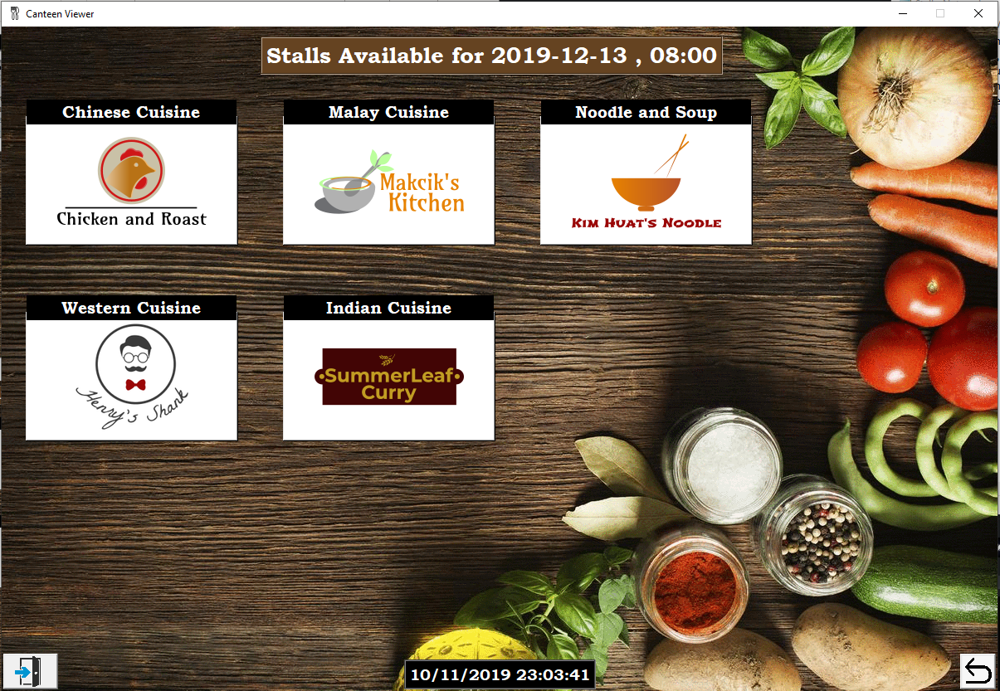 Canteen Viewer
Stalls Available for 2019-12-13 , 08:00
Chinese Cuisine
Chicken and Roast
Malay Cuisine
Makcik's
Kitchen
Noodle and Soup
Kim Huat's Noodle
Western Cuisine
Henry's Shank
Indian Cuisine
SummerLeaf
Curry
10/11/2019 23:03:41